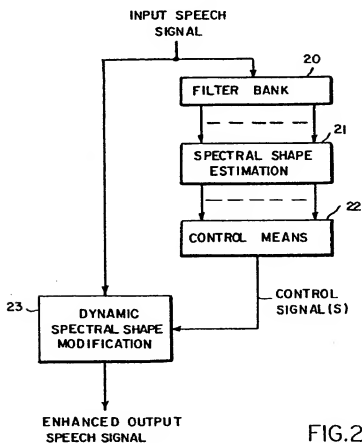 INPUT SPEECH
SIGNAL
20
FILTER BANK
21
SPECTRAL SHAPE
ESTIMATION
22
CONTROL MEANS
CONTROL
SIGNAL(S)
23
DYNAMIC
SPECTRAL SHAPE
MODIFICATION
ENHANCED OUTPUT
SPEECH SIGNAL
FIG.2